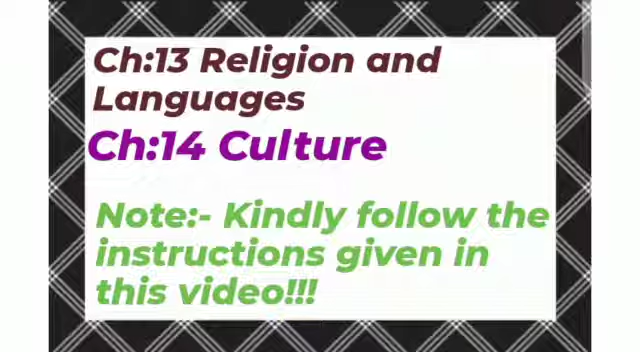 Ch:13 Religion and
Languages
Ch:14 Culture
Note:- Kindly follow the
instructions given in
this video!!!